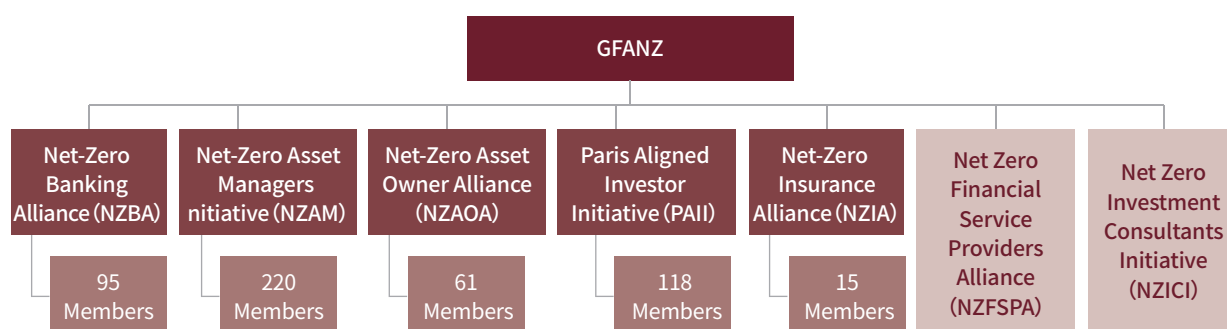 GFANZ
Net-Zero
Banking
Alliance (NZBA)
Net-Zero Asset
Managers
nitiative (NZAM)
Net-Zero Asset
Owner Alliance
(NZAOA)
Paris Aligned
Investor
Initiative (PAII)
Net-Zero
Insurance
Alliance (NZIA)
Net Zero
Financial
Service
Providers
Alliance
(NZFSPA)
Net Zero
Investment
Consultants
Initiative
(NZICI)
95
Members
220
Members
61
Members
118
Members
15
Members